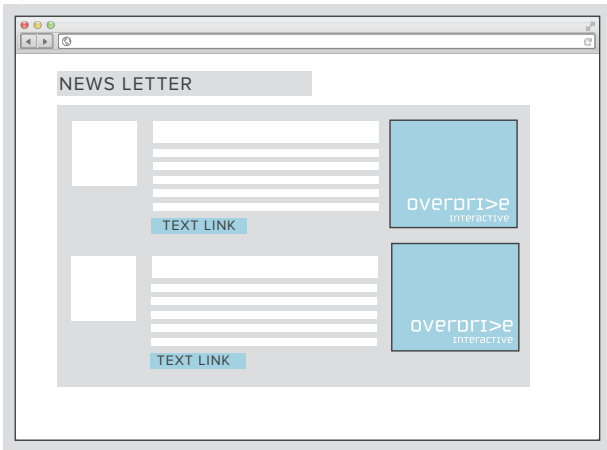 NEWS LETTER
overdri>e
interactive
TEXT LINK
overdri>e
interactive
TEXT LINK